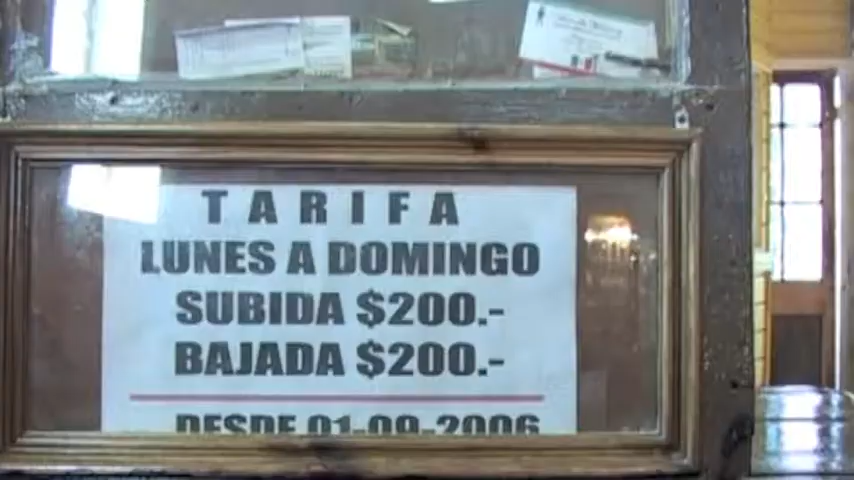 TARIFA
LUNES A DOMINGO
SUBIDA $200.-
BAJADA $200.-
DESDE 01-09-2006